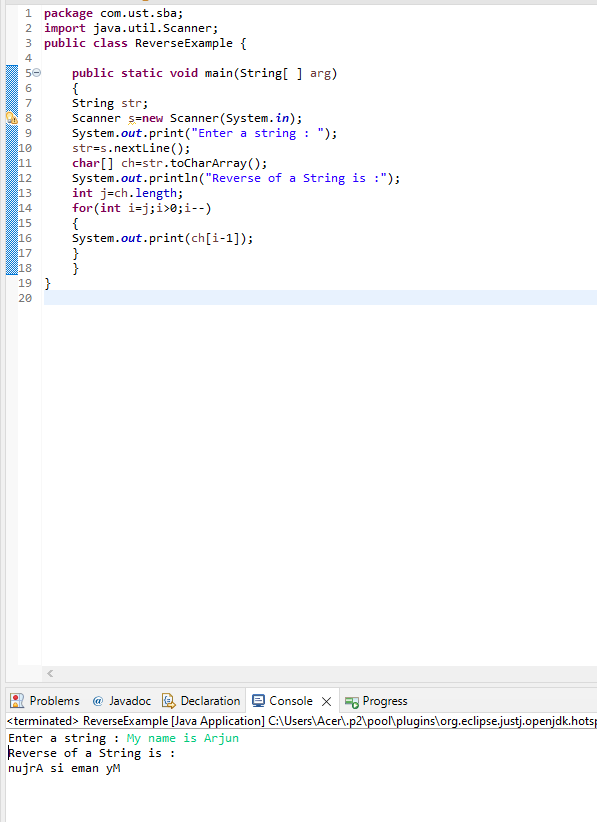 1 package com.ust.sba;
2 import java.util.Scanner;
3 public class ReverseExample {
4
5 public static void main(String[ ] arg)
6 {
7 String str;
8 Scanner s=new Scanner(System.in);
9 System.out.print("Enter a string : ");
10 str=s.nextLine();
11 char[] ch=str.toCharArray();
12 System.out.println("Reverse of a String is :");
13 int j=ch.length;
14 for(int i=j;i>0;i--)
15 {
16 System.out.print(ch[i-1]);
17 }
18 }
19 }
20
Problems @ Javadoc Declaration Console Progress
<terminated> ReverseExample [Java Application] C:\Users\Acer\.p2\pool\plugins\org.eclipse.justj.openjdk.hotsp
Enter a string : My name is Arjun
Reverse of a String is :
nujrA si eman yM